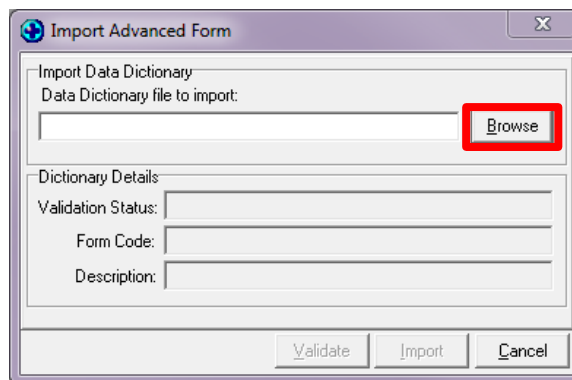 Import Advanced Form
Import Data Dictionary
Data Dictionary file to import:
Browse
Dictionary Details
Validation Status:
Form Code:
Description:
Validate Import Cancel